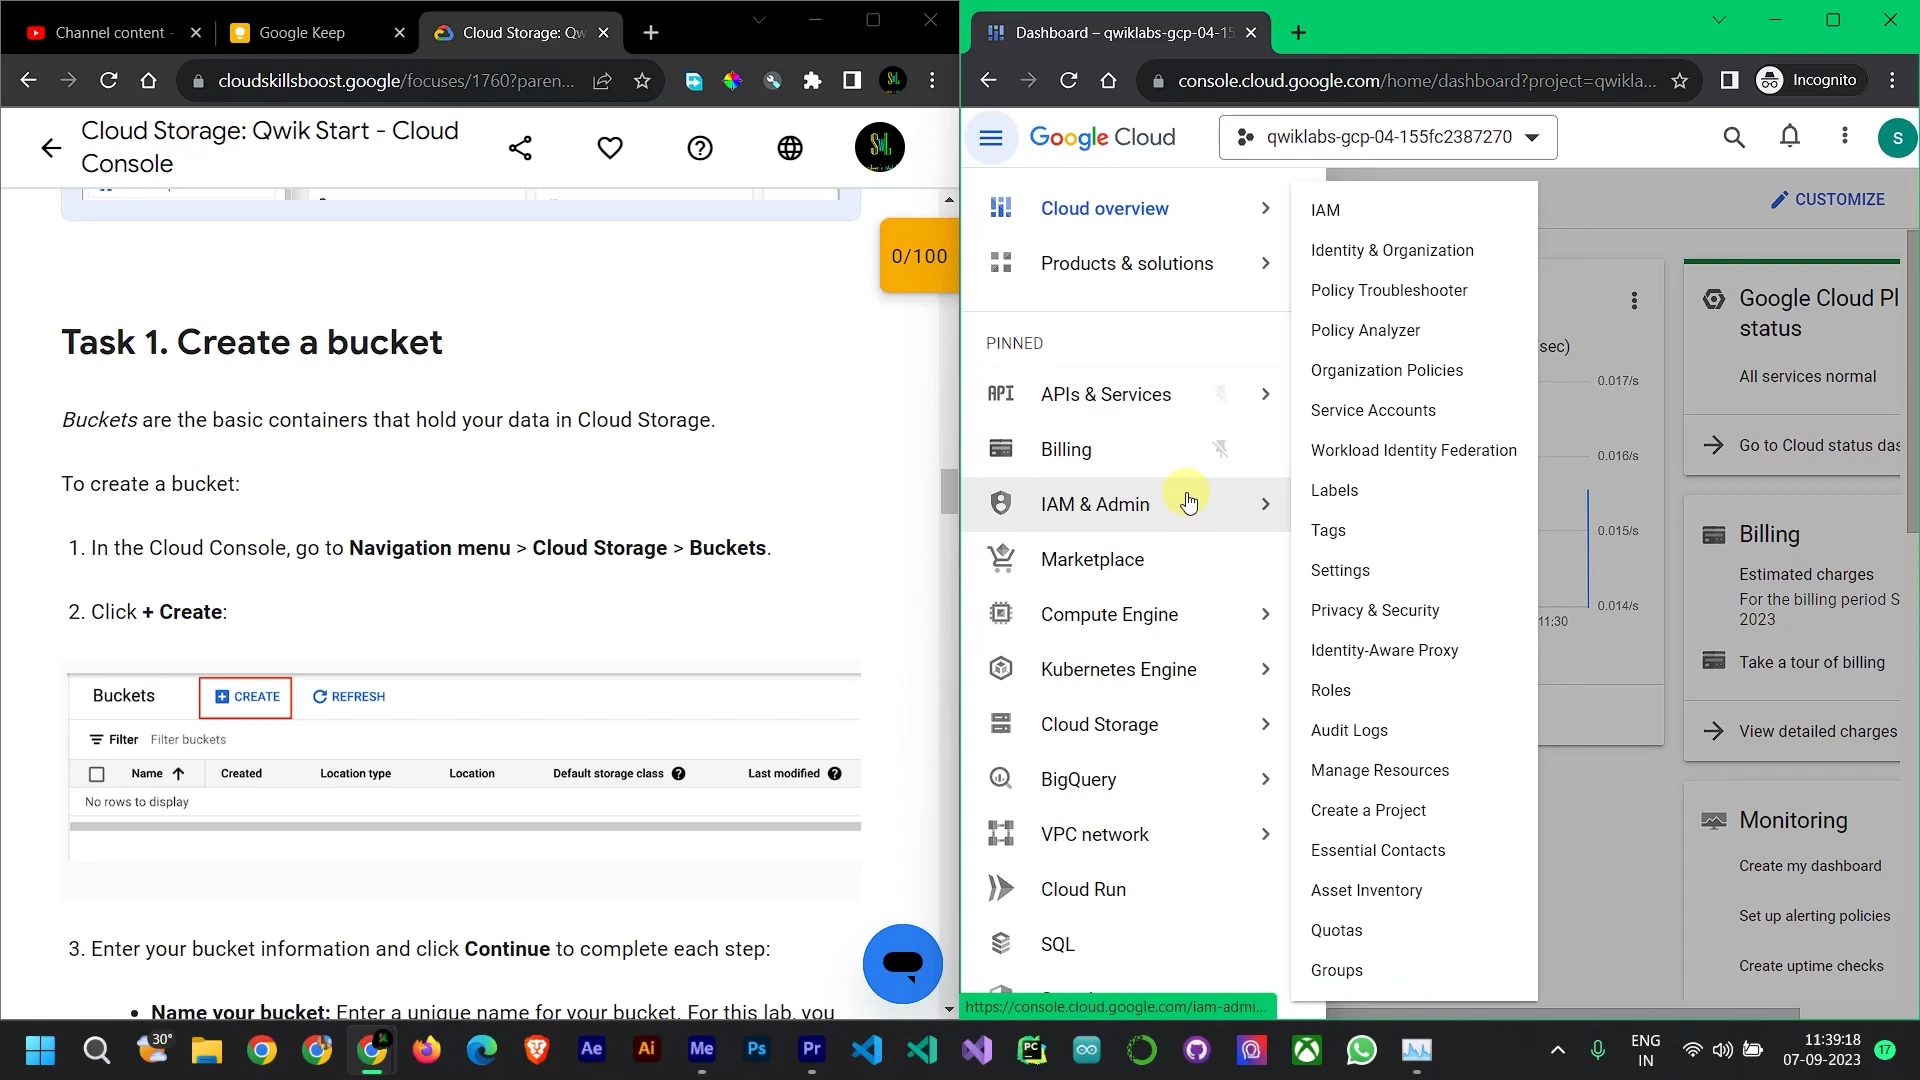 Channel content -
Google Keep
Cloud Storage: Qw
cloudskillsboost.google/focuses/1760?paren...
Cloud Storage: Qwik Start - Cloud
Console
0/100
Task 1. Create a bucket
Buckets are the basic containers that hold your data in Cloud Storage.
To create a bucket:
1. In the Cloud Console, go to Navigation menu > Cloud Storage > Buckets.
2. Click + Create:
Buckets
CREATE
REFRESH
Filter Filter buckets
Name Created Location type Location Default storage class Last modified
No rows to display
3. Enter your bucket information and click Continue to complete each step:
• Name your bucket: Enter a unique name for your bucket. For this lab, you
Dashboard – qwiklabs-gcp-04-15
console.cloud.google.com/home/dashboard?project=qwikla...
Incognito
Google Cloud
qwiklabs-gcp-04-155fc2387270
S
Cloud overview
Products & solutions
PINNED
API APIs & Services
Billing
IAM & Admin
Marketplace
Compute Engine
Kubernetes Engine
Cloud Storage
BigQuery
VPC network
Cloud Run
SQL
https://console.cloud.google.com/iam-admi...
IAM
Identity & Organization
Policy Troubleshooter
Policy Analyzer
Organization Policies
Service Accounts
Workload Identity Federation
Labels
Tags
Settings
Privacy & Security
Identity-Aware Proxy
Roles
Audit Logs
Manage Resources
Create a Project
Essential Contacts
Asset Inventory
Quotas
Groups
CUSTOMIZE
sec)
0.017/s
0.016/s
0.015/s
0.014/s
11:30
Google Cloud Pl
status
All services normal
Go to Cloud status das
Billing
Estimated charges
For the billing period S
2023
Take a tour of billing
View detailed charges
Monitoring
Create my dashboard
Set up alerting policies
Create uptime checks
30°
Ae
Ai
Me
Ps
Pr
PC
ENG
IN
11:39:18
07-09-2023
17